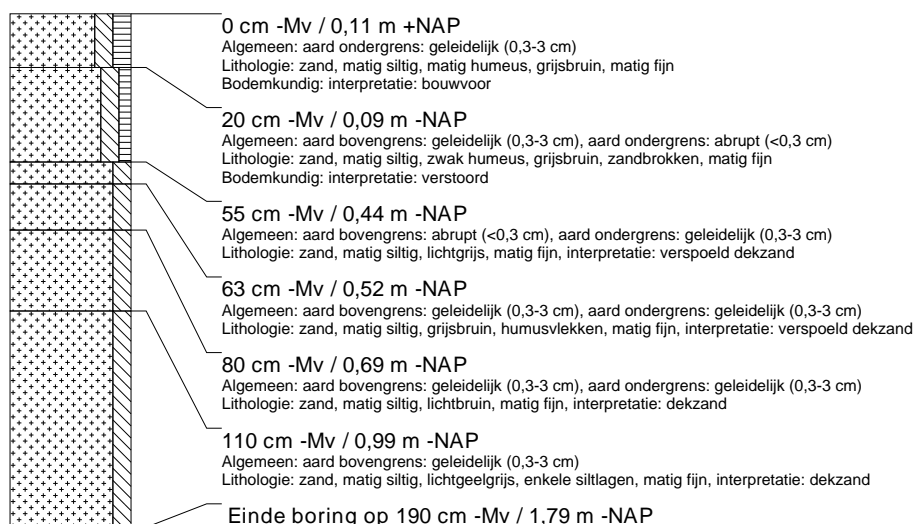 0 cm -Mv / 0,11 m +NAP
Algemeen: aard ondergrens: geleidelijk (0,3-3 cm)
Lithologie: zand, matig siltig, matig humeus, grijsbruin, matig fijn
Bodemkundig: interpretatie: bouwvoor
20 cm -Mv / 0,09 m -NAP
Algemeen: aard bovengrens: geleidelijk (0,3-3 cm), aard ondergrens: abrupt (<0,3 cm)
Lithologie: zand, matig siltig, zwak humeus, grijsbruin, zandbrokken, matig fijn
Bodemkundig: interpretatie: verstoord
55 cm -Mv / 0,44 m -NAP
Algemeen: aard bovengrens: abrupt (<0,3 cm), aard ondergrens: geleidelijk (0,3-3 cm)
Lithologie: zand, matig siltig, lichtgrijs, matig fijn, interpretatie: verspoeld dekzand
63 cm -Mv / 0,52 m -NAP
Algemeen: aard bovengrens: geleidelijk (0,3-3 cm), aard ondergrens: geleidelijk (0,3-3 cm)
Lithologie: zand, matig siltig, grijsbruin, humusvlekken, matig fijn, interpretatie: verspoeld dekzand
80 cm -Mv / 0,69 m -NAP
Algemeen: aard bovengrens: geleidelijk (0,3-3 cm), aard ondergrens: geleidelijk (0,3-3 cm)
Lithologie: zand, matig siltig, lichtbruin, matig fijn, interpretatie: dekzand
110 cm -Mv / 0,99 m -NAP
Algemeen: aard bovengrens: geleidelijk (0,3-3 cm)
Lithologie: zand, matig siltig, lichtgeelgrijs, enkele siltlagen, matig fijn, interpretatie: dekzand
Einde boring op 190 cm -Mv / 1,79 m -NAP